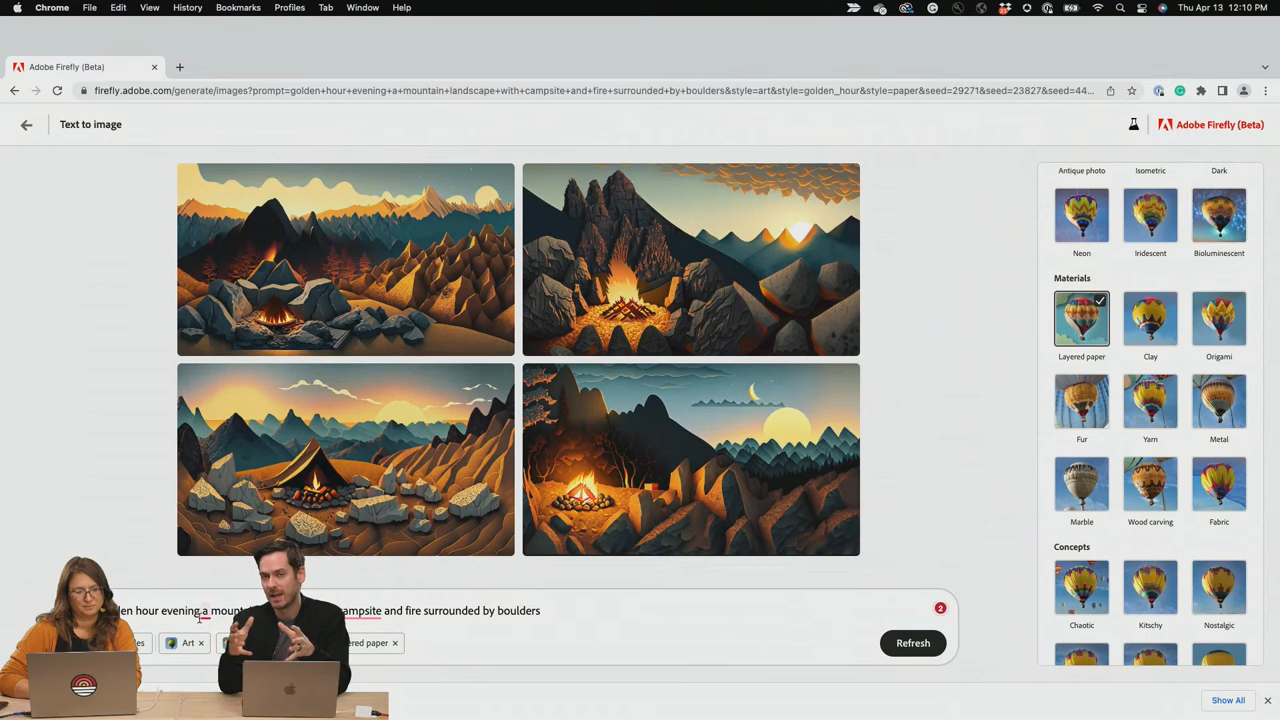 Chrome File Edit View History Bookmarks Profiles Tab Window Help Thu Apr 13 12:10 PM
Adobe Firefly (Beta)
firefly.adobe.com/generate/images?prompt=golden+hour+evening+a+mountain+landscape+with+campsite+and+fire+surrounded+by+boulders&style=art&style=golden_hour&style=paper&seed=29271&seed=23827&seed=44...
Text to image
Adobe Firefly (Beta)
Antique photo Isometric Dark
Neon Iridescent Bioluminescent
Materials
Layered paper Clay Origami
Fur Yarn Metal
Marble Wood carving Fabric
Concepts
Chaotic Kitschy Nostalgic
hour evening a campsite and fire surrounded by boulders
2
Art paper
Refresh
Show All